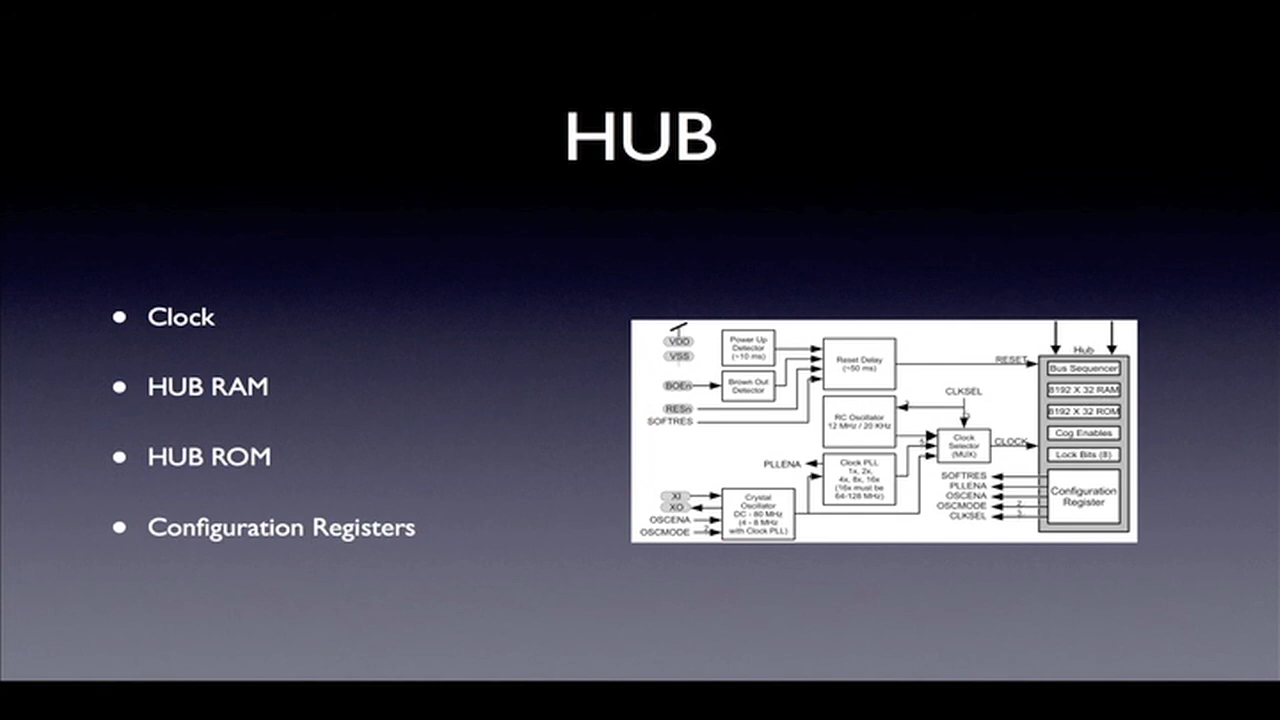 HUB
Clock
HUB RAM
HUB ROM
Configuration Registers
VDD
VSS
BOEn
RESn
SOFTRES
Power Up
Detector
(~10 ms)
Brown Out
Detector
Reset Delay
(~50 ms)
RESET
RC Oscillator
12 MHz / 20 KHz
CLKSEL
Clock
Selector
(MUX)
CLOCK
PLLENA
Clock PLL
1x, 2x,
4x, 8x, 16x
(16x must be
64-128 MHz)
XI
XO
OSCENA
OSCMODE
2
Crystal
Oscillator
DC - 80 MHz
(4 - 8 MHz
with Clock PLL)
Hub
Bus Sequencer
8192 X 32 RAM
8192 X 32 ROM
Cog Enables
Lock Bits (8)
Configuration
Register
SOFTRES
PLLENA
OSCENA
OSCMODE
2
CLKSEL
3